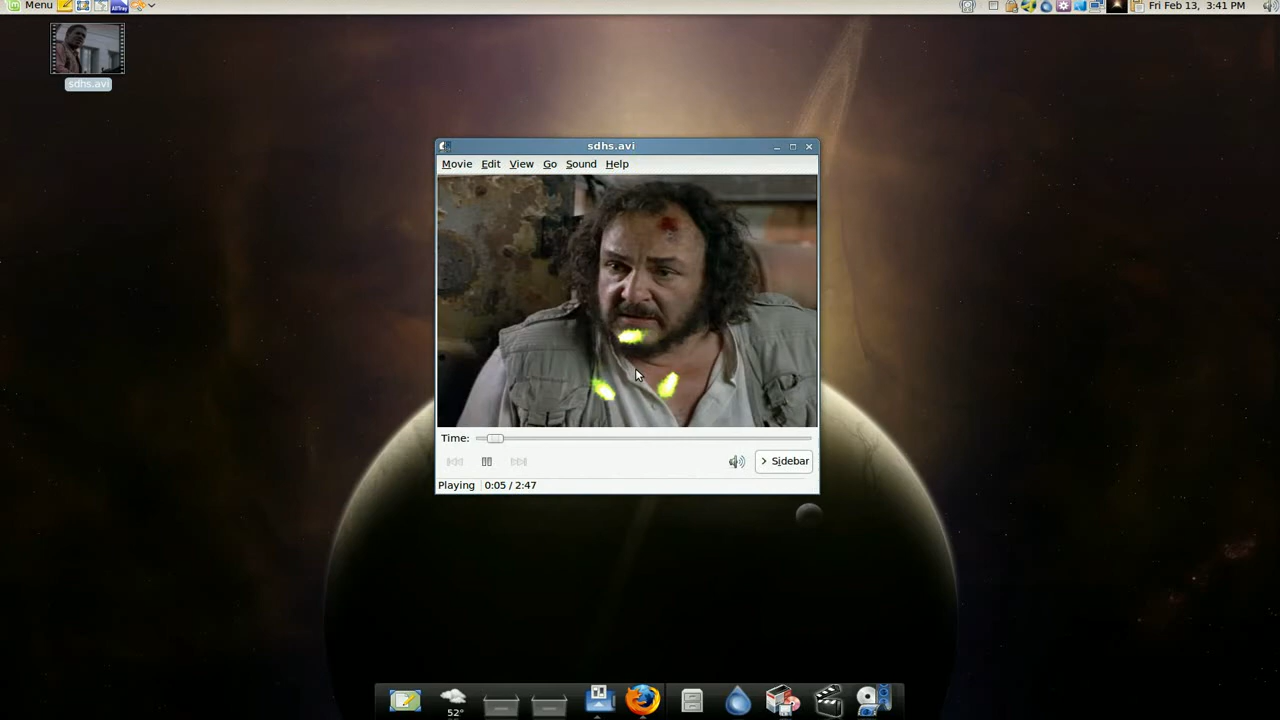 Menu
AllTray
Fri Feb 13, 3:41 PM
sdhs.avi
sdhs.avi
Movie Edit View Go Sound Help
Time:
Sidebar
Playing 0:05 / 2:47
52°